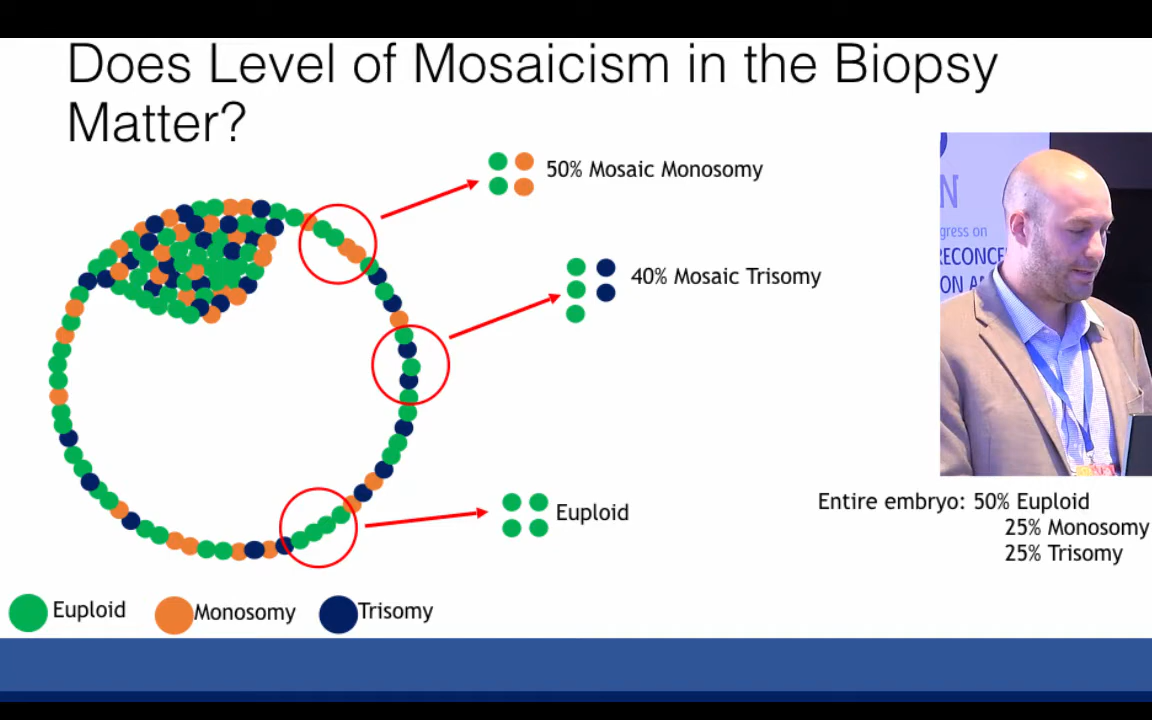 Does Level of Mosaicism in the Biopsy
Matter?
50% Mosaic Monosomy
40% Mosaic Trisomy
Euploid
Entire embryo: 50% Euploid
25% Monosomy
25% Trisomy
Euploid
Monosomy
Trisomy